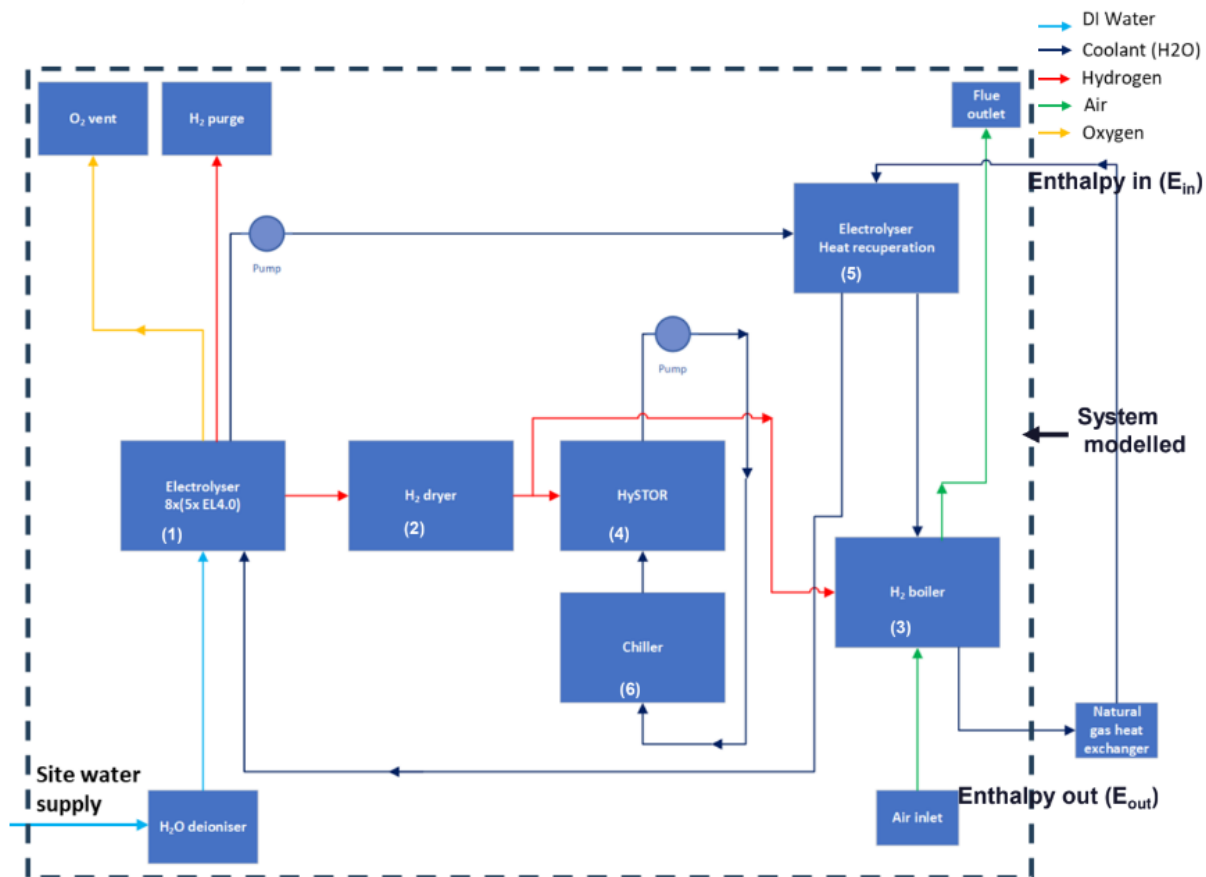 DI Water
Coolant (H2O)
Hydrogen
Air
Oxygen
O₂ vent
H₂ purge
Flue
outlet
Enthalpy in (E_in)
Electrolyser
Heat recuperation
(5)
Pump
Pump
System
modelled
Electrolyser
8x(5x EL4.0)
(1)
H₂ dryer
(2)
HySTOR
(4)
H₂ boiler
(3)
Chiller
(6)
Natural
gas heat
exchanger
Site water
supply
Enthalpy out (E_out)
H₂O deioniser
Air inlet